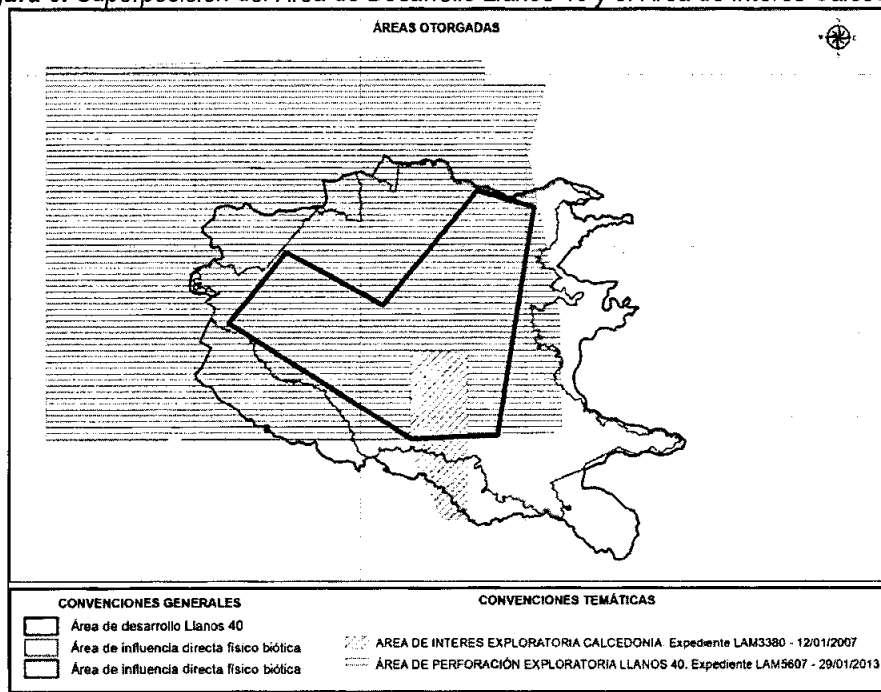 ÁREAS OTORGADAS
CONVENCIONES GENERALES
Área de desarrollo Llanos 40
Área de influencia directa físico biótica
Área de influencia directa físico biótica
CONVENCIONES TEMÁTICAS
AREA DE INTERES EXPLORATORIA CALCEDONIA. Expediente LAM3380 - 12/01/2007
ÁREA DE PERFORACIÓN EXPLORATORIA LLANOS 40. Expediente LAM5607 - 29/01/2013